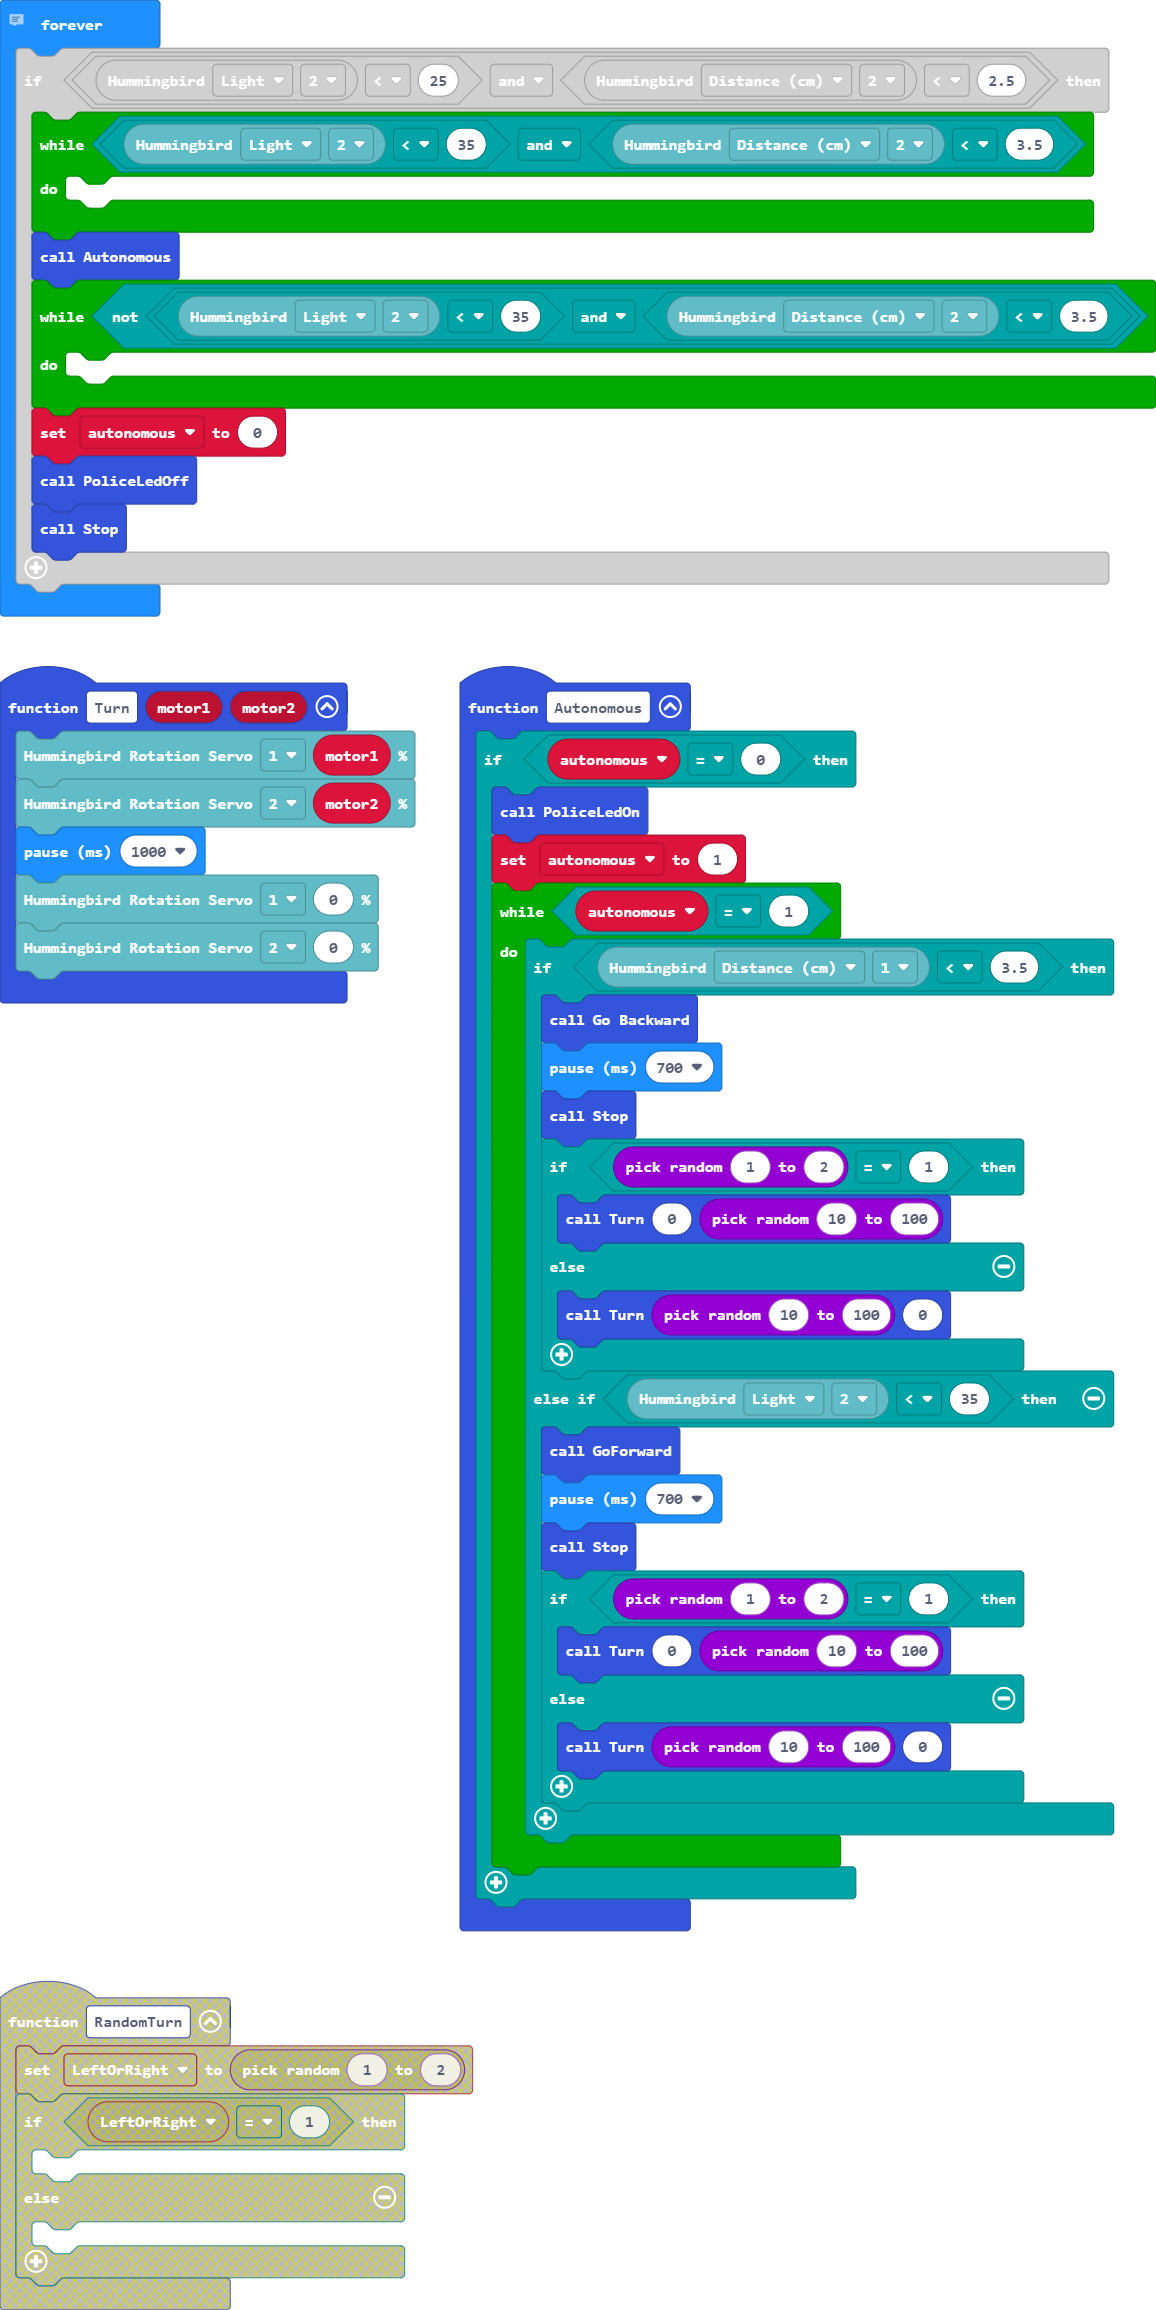 forever
if Hummingbird Light 2 < 25 and Hummingbird Distance (cm) 2 < 2.5 then
while Hummingbird Light 2 < 35 and Hummingbird Distance (cm) 2 < 3.5
do
call Autonomous
while not Hummingbird Light 2 < 35 and Hummingbird Distance (cm) 2 < 3.5
do
set autonomous to 0
call PoliceLedOff
call Stop
function Turn motor1 motor2
Hummingbird Rotation Servo 1 motor1 %
Hummingbird Rotation Servo 2 motor2 %
pause (ms) 1000
Hummingbird Rotation Servo 1 0 %
Hummingbird Rotation Servo 2 0 %
function Autonomous
if autonomous = 0 then
call PoliceLedOn
set autonomous to 1
while autonomous = 1
do if Hummingbird Distance (cm) 1 < 3.5 then
call Go Backward
pause (ms) 700
call Stop
if pick random 1 to 2 = 1 then
call Turn 0 pick random 10 to 100
else
call Turn pick random 10 to 100 0
else if Hummingbird Light 2 < 35 then
call GoForward
pause (ms) 700
call Stop
if pick random 1 to 2 = 1 then
call Turn 0 pick random 10 to 100
else
call Turn pick random 10 to 100 0
function RandomTurn
set LeftOrRight to pick random 1 to 2
if LeftOrRight = 1 then
else